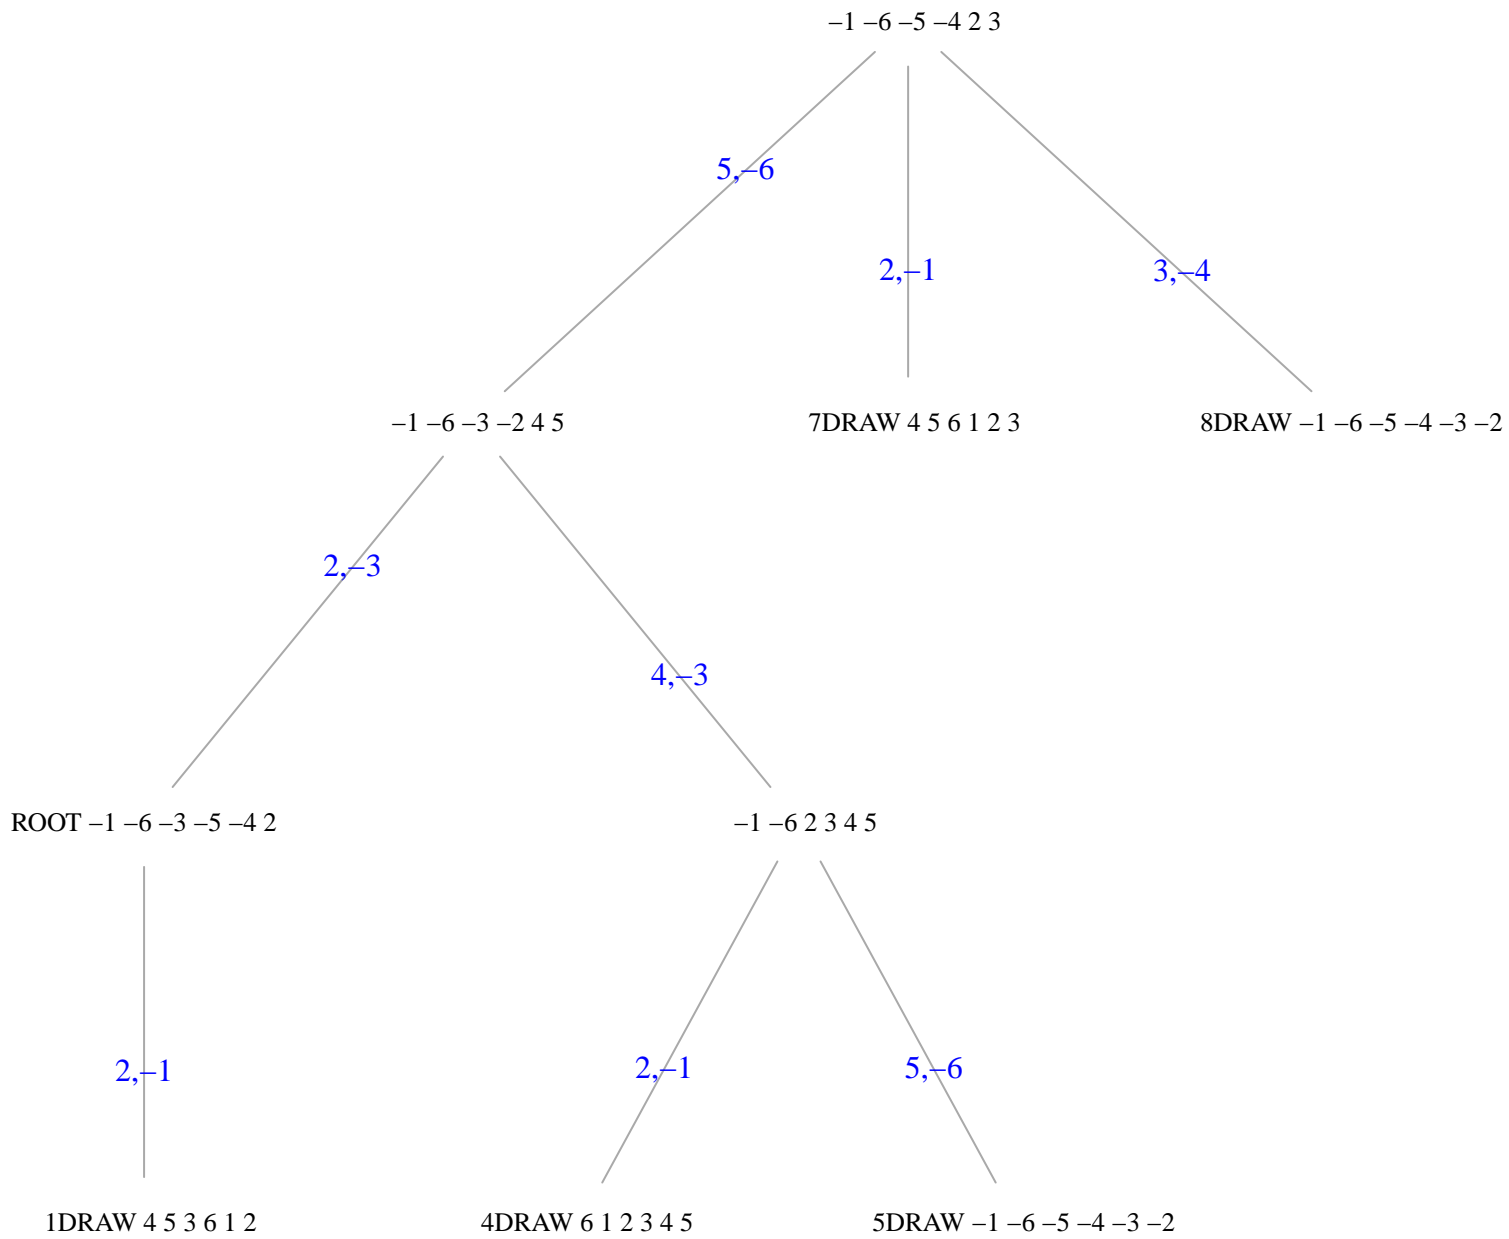 –1 –6 –5 –4 2 3
5,–6
2,–1
3,–4
–1 –6 –3 –2 4 5
7DRAW 4 5 6 1 2 3
8DRAW –1 –6 –5 –4 –3 –2
2,–3
4,–3
ROOT –1 –6 –3 –5 –4 2
–1 –6 2 3 4 5
2,–1
2,–1
5,–6
1DRAW 4 5 3 6 1 2
4DRAW 6 1 2 3 4 5
5DRAW –1 –6 –5 –4 –3 –2